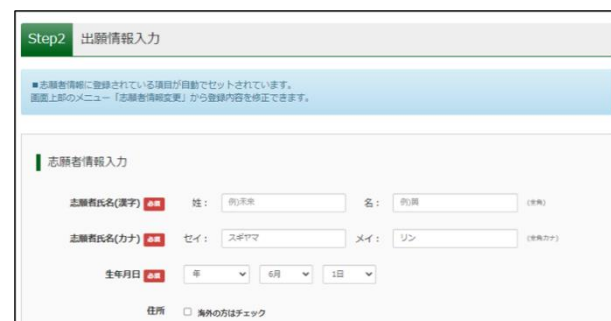 Step2 出願情報入力
■志願者情報に登録されている項目が自動でセットされています。
画面上部のメニュー「志願者情報変更」から登録内容を修正できます。
志願者情報入力
志願者氏名(漢字) 必須 姓: 例)未来 名: (全角)
志願者氏名(カナ) 必須 セイ: スギヤマ メイ: リン (全角カナ)
生年月日 必須 年 6月 1日
住所 海外の方はチェック